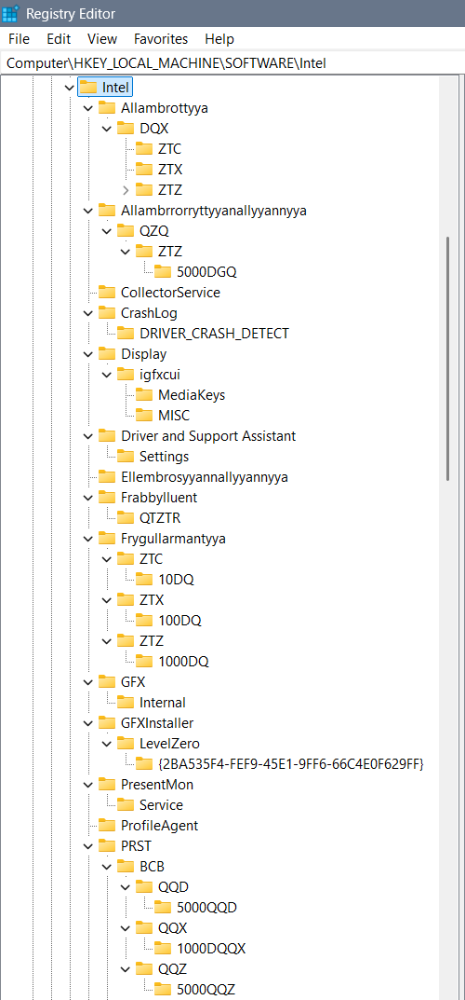 Registry Editor
File Edit View Favorites Help
Computer\HKEY_LOCAL_MACHINE\SOFTWARE\Intel
Intel
Allambrottyya
DQX
ZTC
ZTX
ZTZ
Allambrrorryttyyanallyyannyya
QZQ
ZTZ
5000DGQ
CollectorService
CrashLog
DRIVER_CRASH_DETECT
Display
igfxcui
MediaKeys
MISC
Driver and Support Assistant
Settings
Ellembrosyyannallyyannyya
Frabbylluent
QTZTR
Frygullarmantyya
ZTC
10DQ
ZTX
100DQ
ZTZ
1000DQ
GFX
Internal
GFXInstaller
LevelZero
{2BA535F4-FEF9-45E1-9FF6-66C4E0F629FF}
PresentMon
Service
ProfileAgent
PRST
BCB
QQD
5000QQD
QQX
1000DQQX
QQZ
5000QQZ